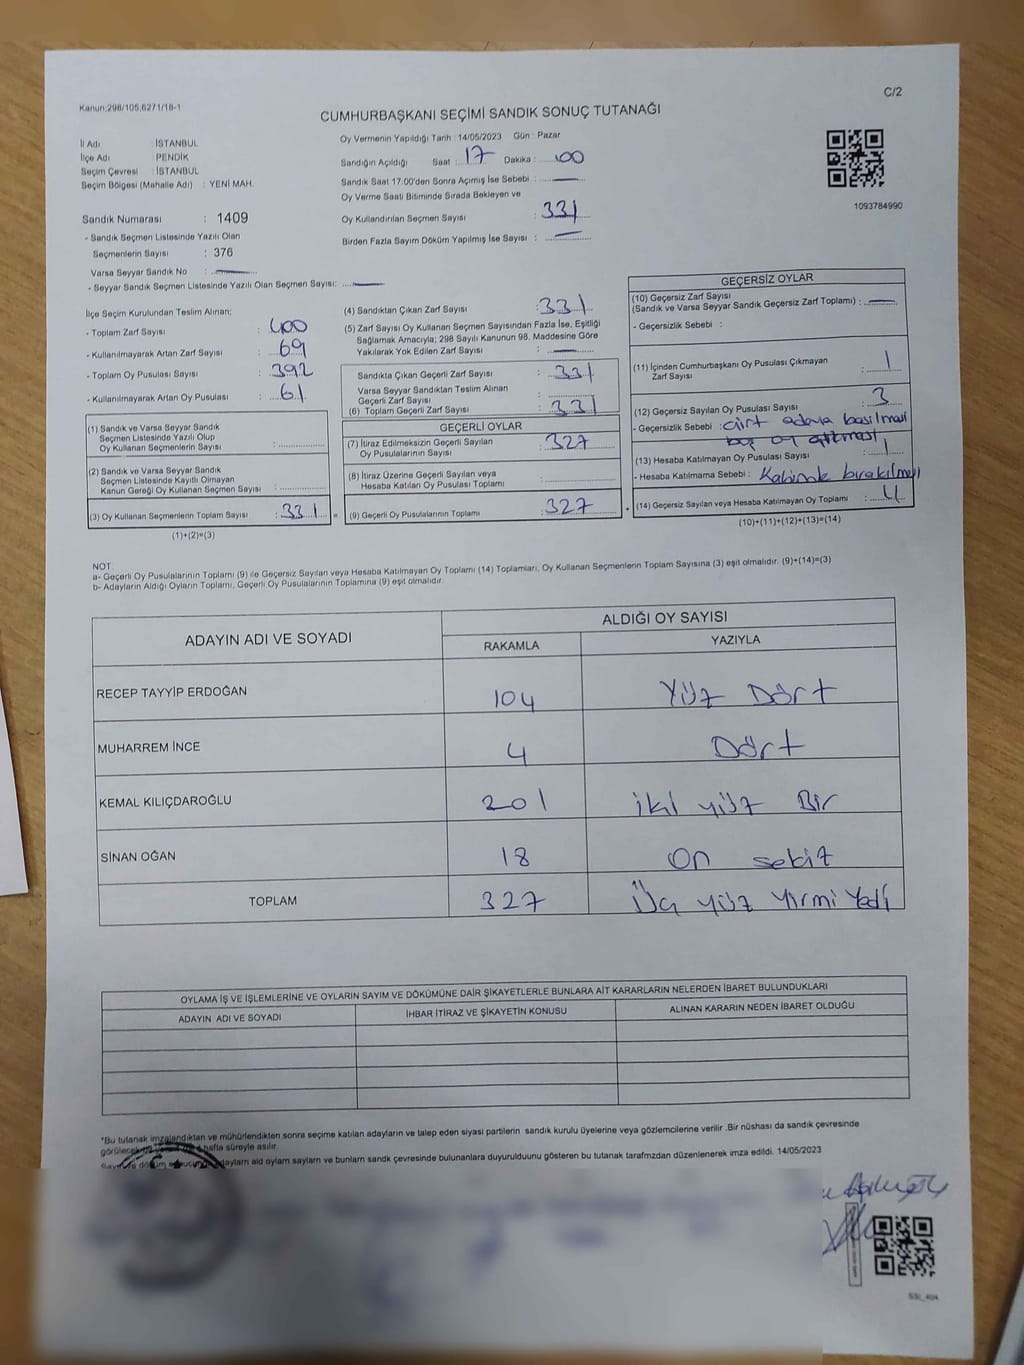 Kanun:298/105,6271/18-1
C/2
CUMHURBAŞKANI SEÇİMİ SANDIK SONUÇ TUTANAĞI
İl Adı : İSTANBUL
İlçe Adı : PENDİK
Seçim Çevresi : İSTANBUL
Seçim Bölgesi (Mahalle Adı) : YENİ MAH.
Sandık Numarası : 1409
- Sandık Seçmen Listesinde Yazılı Olan
Seçmenlerin Sayısı : 376
Varsa Seyyar Sandık No :
- Seyyar Sandık Seçmen Listesinde Yazılı Olan Seçmen Sayısı:
Oy Vermenin Yapıldığı Tarih : 14/05/2023 Gün : Pazar
Sandığın Açıldığı Saat : 17 Dakika : 00
Sandık Saat 17:00'den Sonra Açımış İse Sebebi :
Oy Verme Saati Bitiminde Sırada Bekleyen ve
Oy Kullandırılan Seçmen Sayısı : 331
Birden Fazla Sayım Döküm Yapılmış İse Sayısı :
1093784990
İlçe Seçim Kurulundan Teslim Alınan;
- Toplam Zarf Sayısı : 400
- Kullanılmayarak Artan Zarf Sayısı : 69
- Toplam Oy Pusulası Sayısı : 392
- Kullanılmayarak Artan Oy Pusulası : 61
(1) Sandık ve Varsa Seyyar Sandık
Seçmen Listesinde Yazılı Olup
Oy Kullanan Seçmenlerin Sayısı :
(2) Sandık ve Varsa Seyyar Sandık
Seçmen Listesinde Kayıtlı Olmayan
Kanun Gereği Oy Kullanan Seçmen Sayısı :
(3) Oy Kullanan Seçmenlerin Toplam Sayısı : 331 =
(1)+(2)=(3)
(4) Sandıktan Çıkan Zarf Sayısı : 331
(5) Zarf Sayısı Oy Kullanan Seçmen Sayısından Fazla İse, Eşitliği
Sağlamak Amacıyla; 298 Sayılı Kanunun 98. Maddesine Göre
Yakılarak Yok Edilen Zarf Sayısı :
Sandıkta Çıkan Geçerli Zarf Sayısı : 331
Varsa Seyyar Sandıktan Teslim Alınan
Geçerli Zarf Sayısı :
(6) Toplam Geçerli Zarf Sayısı : 331
GEÇERLİ OYLAR
(7) İtiraz Edilmeksizin Geçerli Sayılan
Oy Pusulasının Sayısı : 327
(8) İtiraz Üzerine Geçerli Sayılan veya
Hesaba Katılan Oy Pusulası Toplamı :
(9) Geçerli Oy Pusulalarının Toplamı : 327 +
GEÇERSİZ OYLAR
(10) Geçersiz Zarf Sayısı
(Sandık ve Varsa Seyyar Sandık Geçersiz Zarf Toplamı) :
- Geçersizlik Sebebi :
(11) İçinden Cumhurbaşkanı Oy Pusulası Çıkmayan
Zarf Sayısı : 1
(12) Geçersiz Sayılan Oy Pusulası Sayısı : 3
- Geçersizlik Sebebi : çift adaya basılması
boş oy atılması
(13) Hesaba Katılmayan Oy Pusulası Sayısı :
- Hesaba Katılmama Sebebi : Kabinde bırakılması
(14) Geçersiz Sayılan veya Hesaba Katılmayan Oy Toplamı : 4
(10)+(11)+(12)+(13)=(14)
NOT:
a- Geçerli Oy Pusulalarının Toplamı (9) ile Geçersiz Sayılan veya Hesaba Katılmayan Oy Toplamı (14) Toplamları, Oy Kullanan Seçmenlerin Toplam Sayısına (3) eşit olmalıdır. (9)+(14)=(3)
b- Adayların Aldığı Oyların Toplamı, Geçerli Oy Pusulalarının Toplamına (9) eşit olmalıdır.
ADAYIN ADI VE SOYADI
ALDIĞI OY SAYISI
RAKAMLA YAZIYLA
RECEP TAYYİP ERDOĞAN 104 Yüz Dört
MUHARREM İNCE 4 Dört
KEMAL KILIÇDAROĞLU 201 iki yüz Bir
SİNAN OĞAN 18 On sekiz
TOPLAM 327 Üç yüz yirmi Yedi
OYLAMA İŞ VE İŞLEMLERİNE VE OYLARIN SAYIM VE DÖKÜMÜNE DAİR ŞİKAYETLERLE BUNLARA AİT KARARLARIN NELERDEN İBARET BULUNDUKLARI
ADAYIN ADI VE SOYADI İHBAR İTİRAZ VE ŞİKAYETİN KONUSU ALINAN KARARIN NEDEN İBARET OLDUĞU
*Bu tutanak imzalandıktan ve mühürlendikten sonra seçime katılan adayların ve talep eden siyasi partilerin sandık kurulu üyelerine veya gözlemcilerine verilir .Bir nüshası da sandık çevresinde
hafta süreyle asılır.
ald oylam sayların ve bunların sandk çevresinde bulunanlara duyurulduunu gösteren bu tutanak tarafımzdan düzenlenerek imza edildi. 14/05/2023